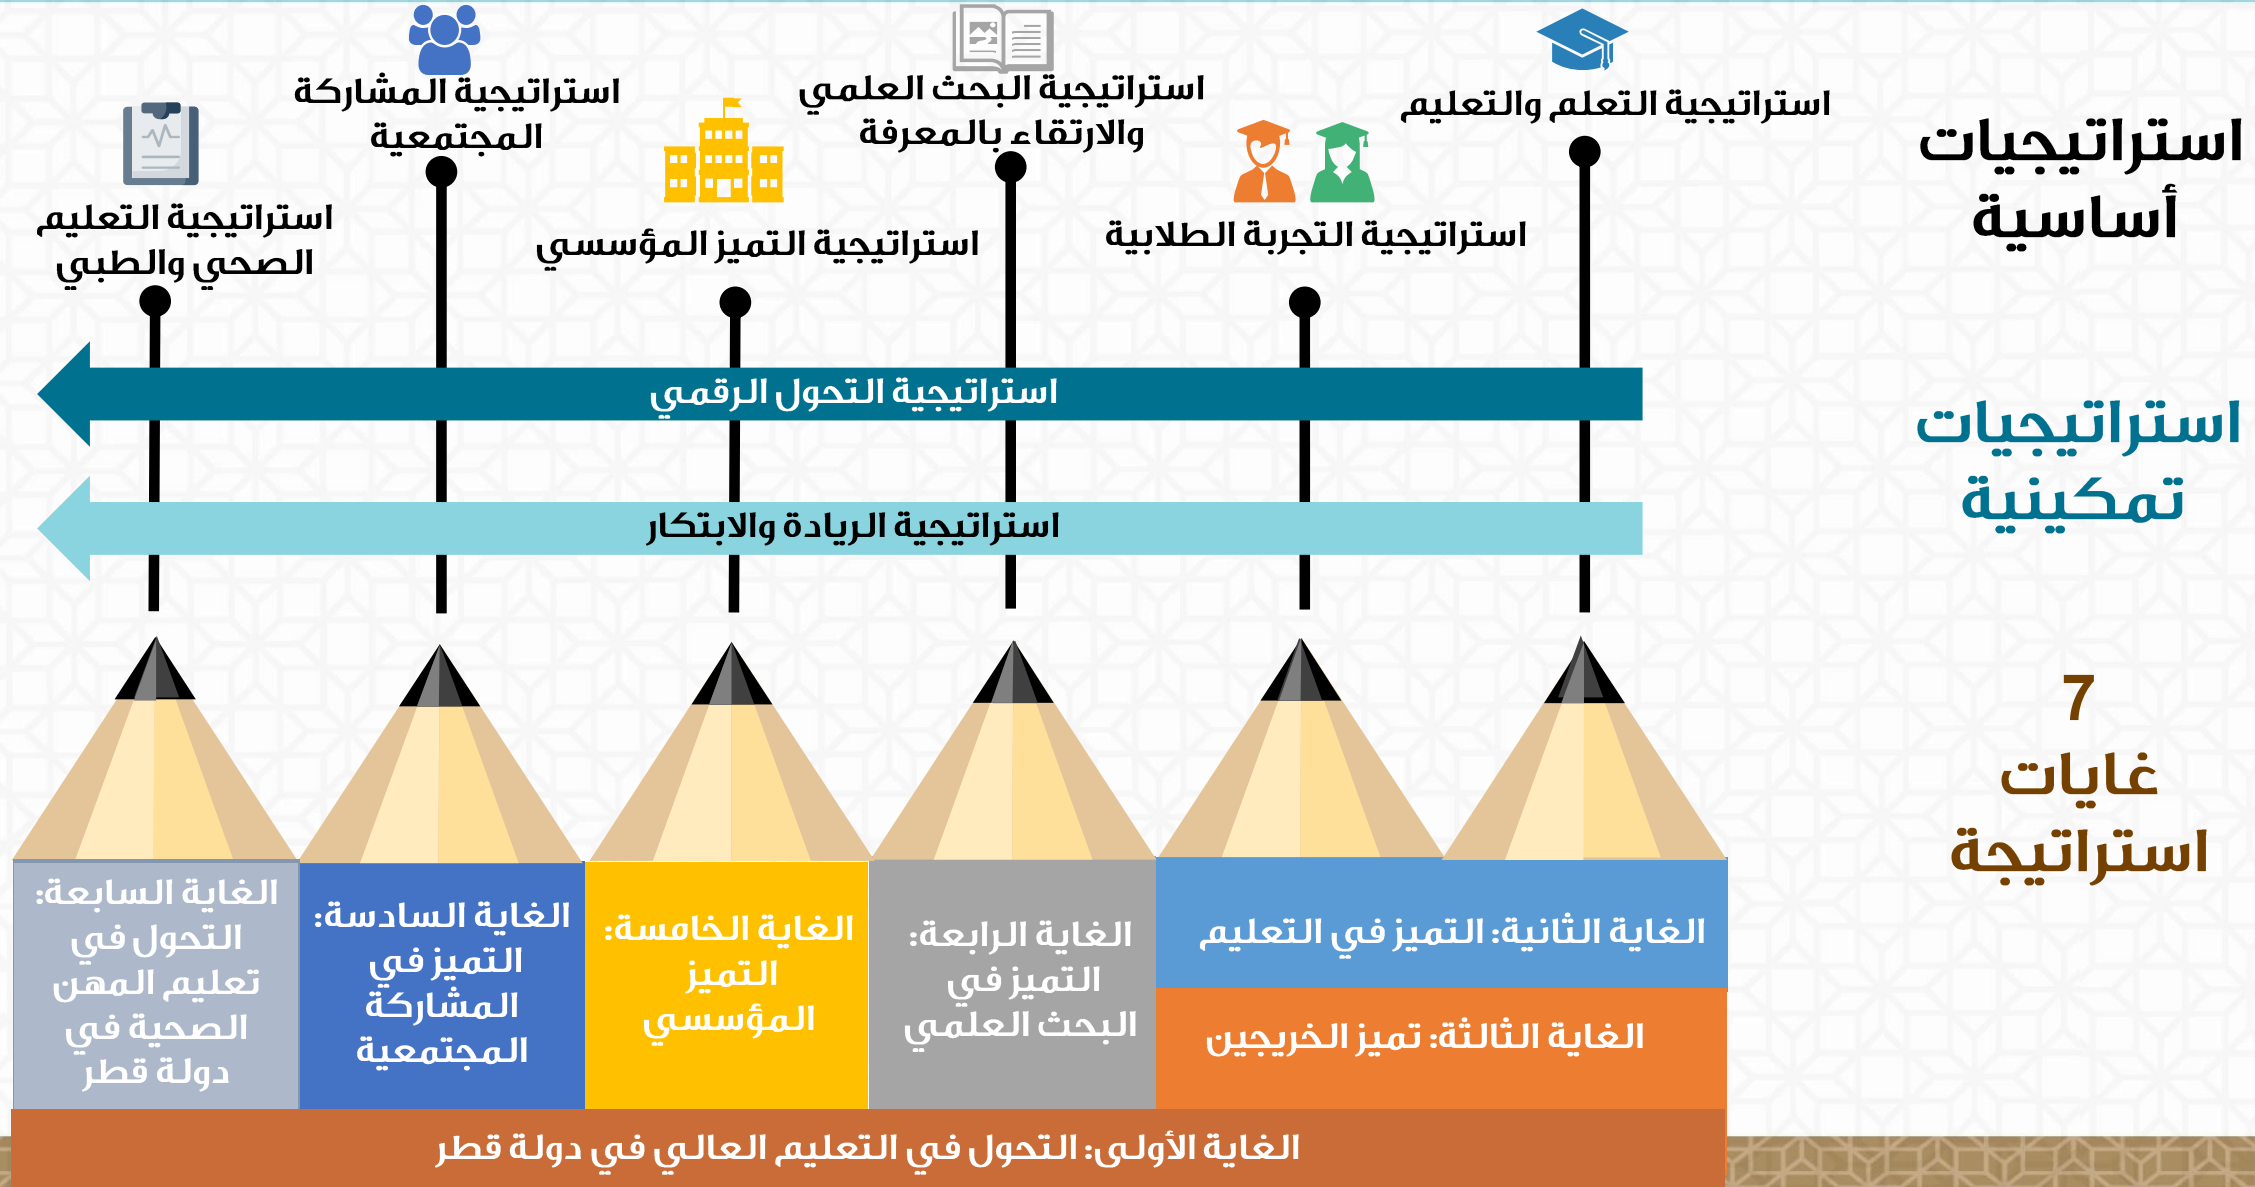 استراتيجيات
أساسية
استراتيجية التعلم والتعليم
استراتيجية التجربة الطلابية
استراتيجية البحث العلمي
والارتقاء بالمعرفة
استراتيجية التميز المؤسسي
استراتيجية المشاركة
المجتمعية
استراتيجية التعليم
الصحي والطبي
استراتيجيات
تمكينية
استراتيجية التحول الرقمي
استراتيجية الريادة والابتكار
7
غايات
استراتيجة
الغاية الثانية: التميز في التعليم
الغاية الثالثة: تميز الخريجين
الغاية الرابعة:
التميز في
البحث العلمي
الغاية الخامسة:
التميز
المؤسسي
الغاية السادسة:
التميز في
المشاركة
المجتمعية
الغاية السابعة:
التحول في
تعليم المهن
الصحية في
دولة قطر
الغاية الأولى: التحول في التعليم العالي في دولة قطر